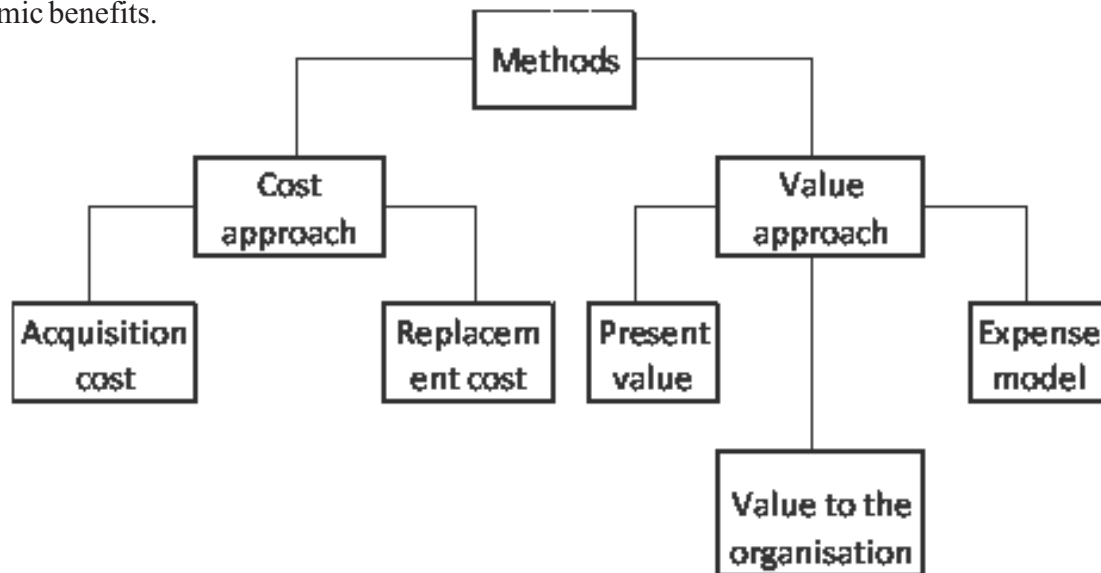 mic benefits.
Methods
Cost
approach
Value
approach
Acquisition
cost
Replacem
ent cost
Present
value
Expense
model
Value to the
organisation